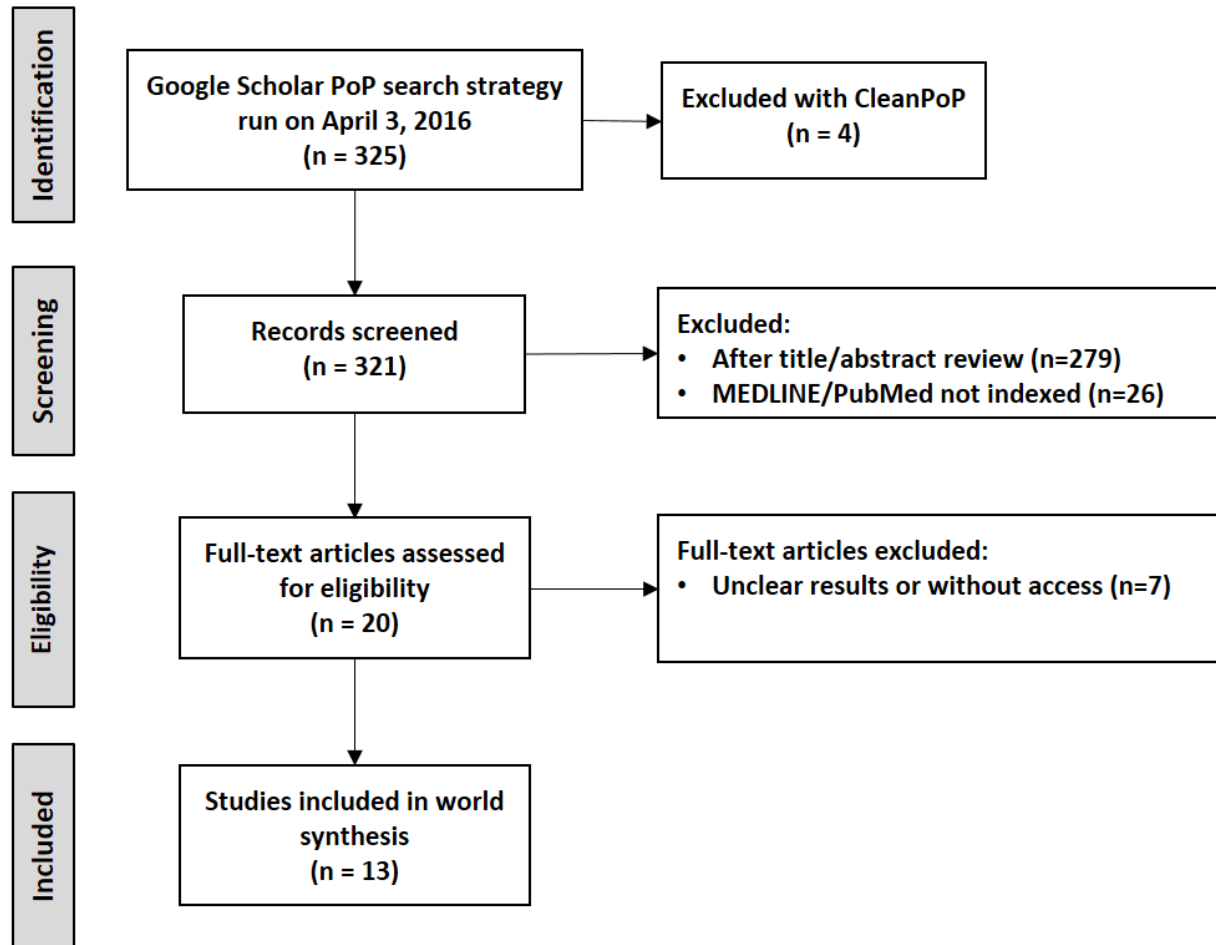 Identification
Google Scholar PoP search strategy
run on April 3, 2016
(n = 325)
Excluded with CleanPoP
(n = 4)
Screening
Records screened
(n = 321)
Excluded:
• After title/abstract review (n=279)
• MEDLINE/PubMed not indexed (n=26)
Eligibility
Full-text articles assessed
for eligibility
(n = 20)
Full-text articles excluded:
• Unclear results or without access (n=7)
Included
Studies included in world
synthesis
(n = 13)